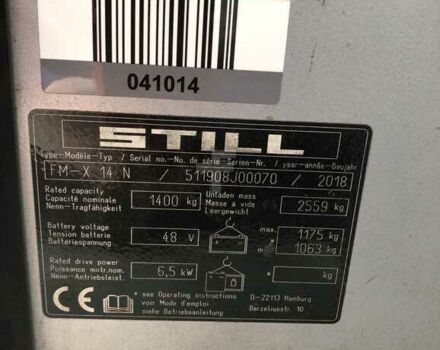 041014
STILL
Type-Modèle-Typ / Serial no.-No. de série-Serien-Nr. / year-année-Baujahr
FM-X 14 N / 511908J00070 / 2018
Rated capacity
Capacité nominale
Nenn-Tragfähigkeit
1400 kg
Unladen mass
Masse à vide
Leergewicht
2559 kg
Battery voltage
Tension batterie
Batteriespannung
48 V
max 1175 kg
min 1063 kg
Rated drive power
Puissance motr.nom.
Nenn-Antriebsleist.
6,5 kW
* kg
CE
* see Operating instructions
voir Mode d'emploi
siehe Betriebsanleitung
D-22113 Hamburg
Berzeliusstr. 10